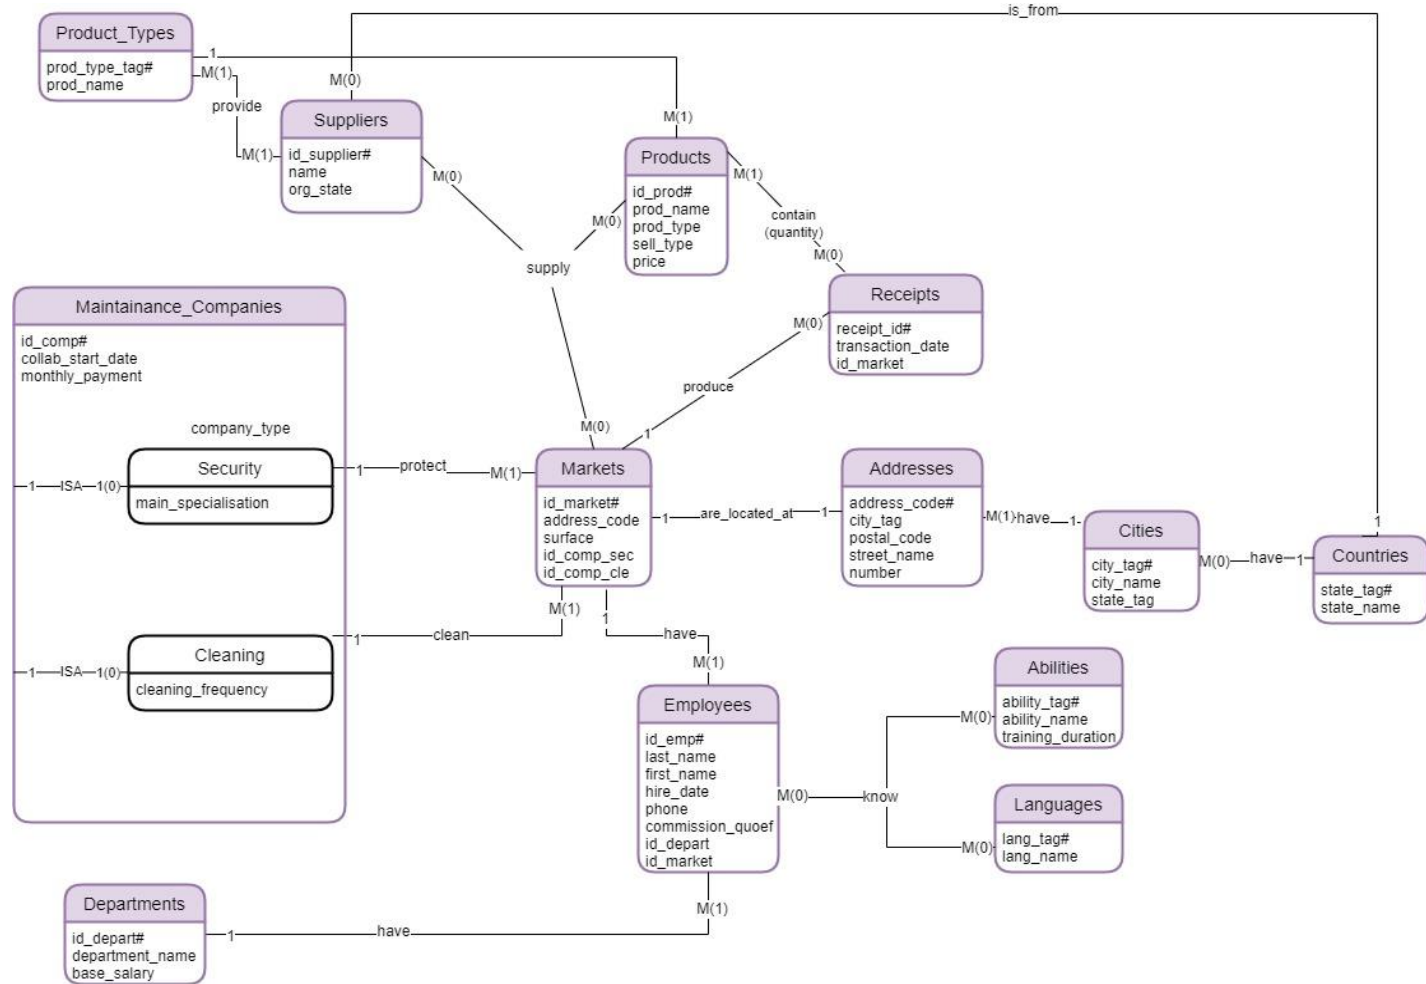 is_from
Product_Types
prod_type_tag#
prod_name
1
M(1)
provide
M(1)
M(0)
Suppliers
id_supplier#
name
org_state
M(0)
M(1)
Products
id_prod#
prod_name
prod_type
sell_type
price
M(0)
M(1)
contain
(quantity)
M(0)
supply
M(0)
Receipts
receipt_id#
transaction_date
id_market
M(0)
produce
1
Maintainance_Companies
id_comp#
collab_start_date
monthly_payment
company_type
1
ISA
1(0)
Security
main_specialisation
1
protect
M(1)
1
ISA
1(0)
Cleaning
cleaning_frequency
1
clean
M(1)
Markets
id_market#
address_code
surface
id_comp_sec
id_comp_cle
1
are_located_at
1
Addresses
address_code#
city_tag
postal_code
street_name
number
M(1)
have
1
Cities
city_tag#
city_name
state_tag
M(0)
have
1
1
Countries
state_tag#
state_name
1
have
M(1)
Employees
id_emp#
last_name
first_name
hire_date
phone
commission_quoef
id_depart
id_market
M(0)
know
M(0)
Abilities
ability_tag#
ability_name
training_duration
M(0)
Languages
lang_tag#
lang_name
M(1)
have
1
Departments
id_depart#
department_name
base_salary